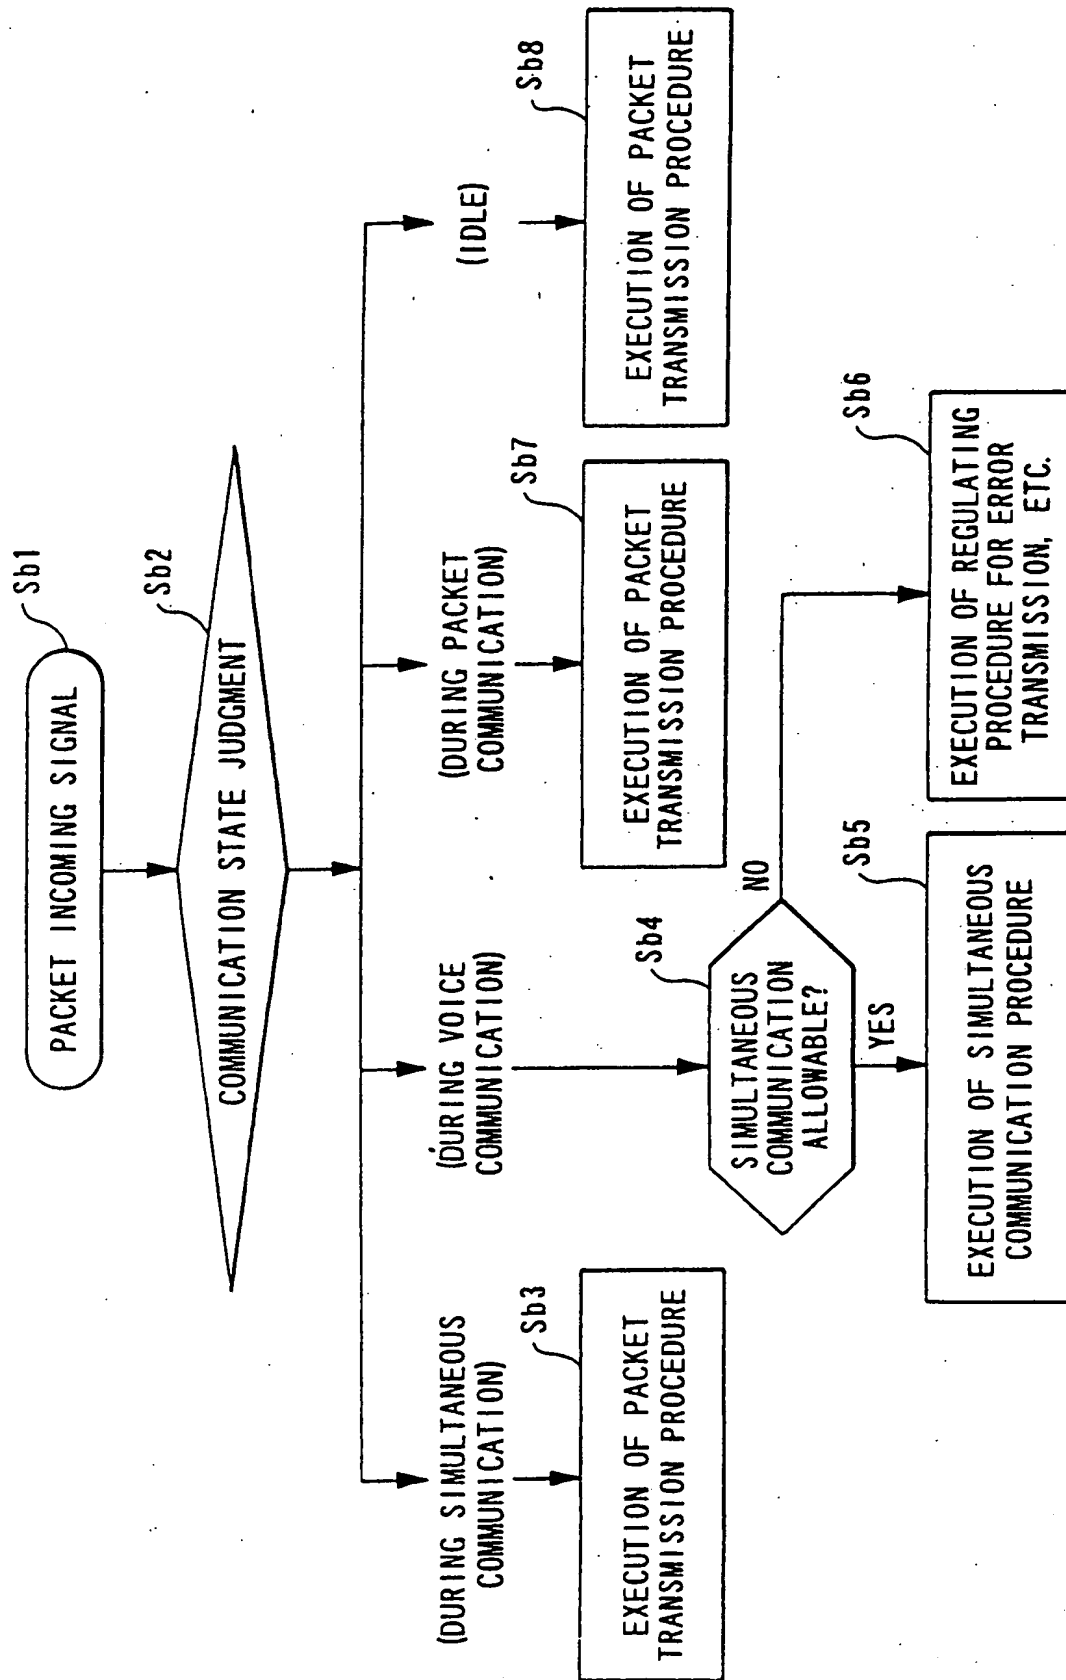 PACKET INCOMING SIGNAL
Sb1
COMMUNICATION STATE JUDGMENT
Sb2
(DURING SIMULTANEOUS
COMMUNICATION)
(DURING VOICE
COMMUNICATION)
(DURING PACKET
COMMUNICATION)
(IDLE)
Sb3
EXECUTION OF PACKET
TRANSMISSION PROCEDURE
Sb4
SIMULTANEOUS
COMMUNICATION
ALLOWABLE?
NO
YES
Sb7
EXECUTION OF PACKET
TRANSMISSION PROCEDURE
Sb8
EXECUTION OF PACKET
TRANSMISSION PROCEDURE
Sb5
EXECUTION OF SIMULTANEOUS
COMMUNICATION PROCEDURE
Sb6
EXECUTION OF REGULATING
PROCEDURE FOR ERROR
TRANSMISSION, ETC.